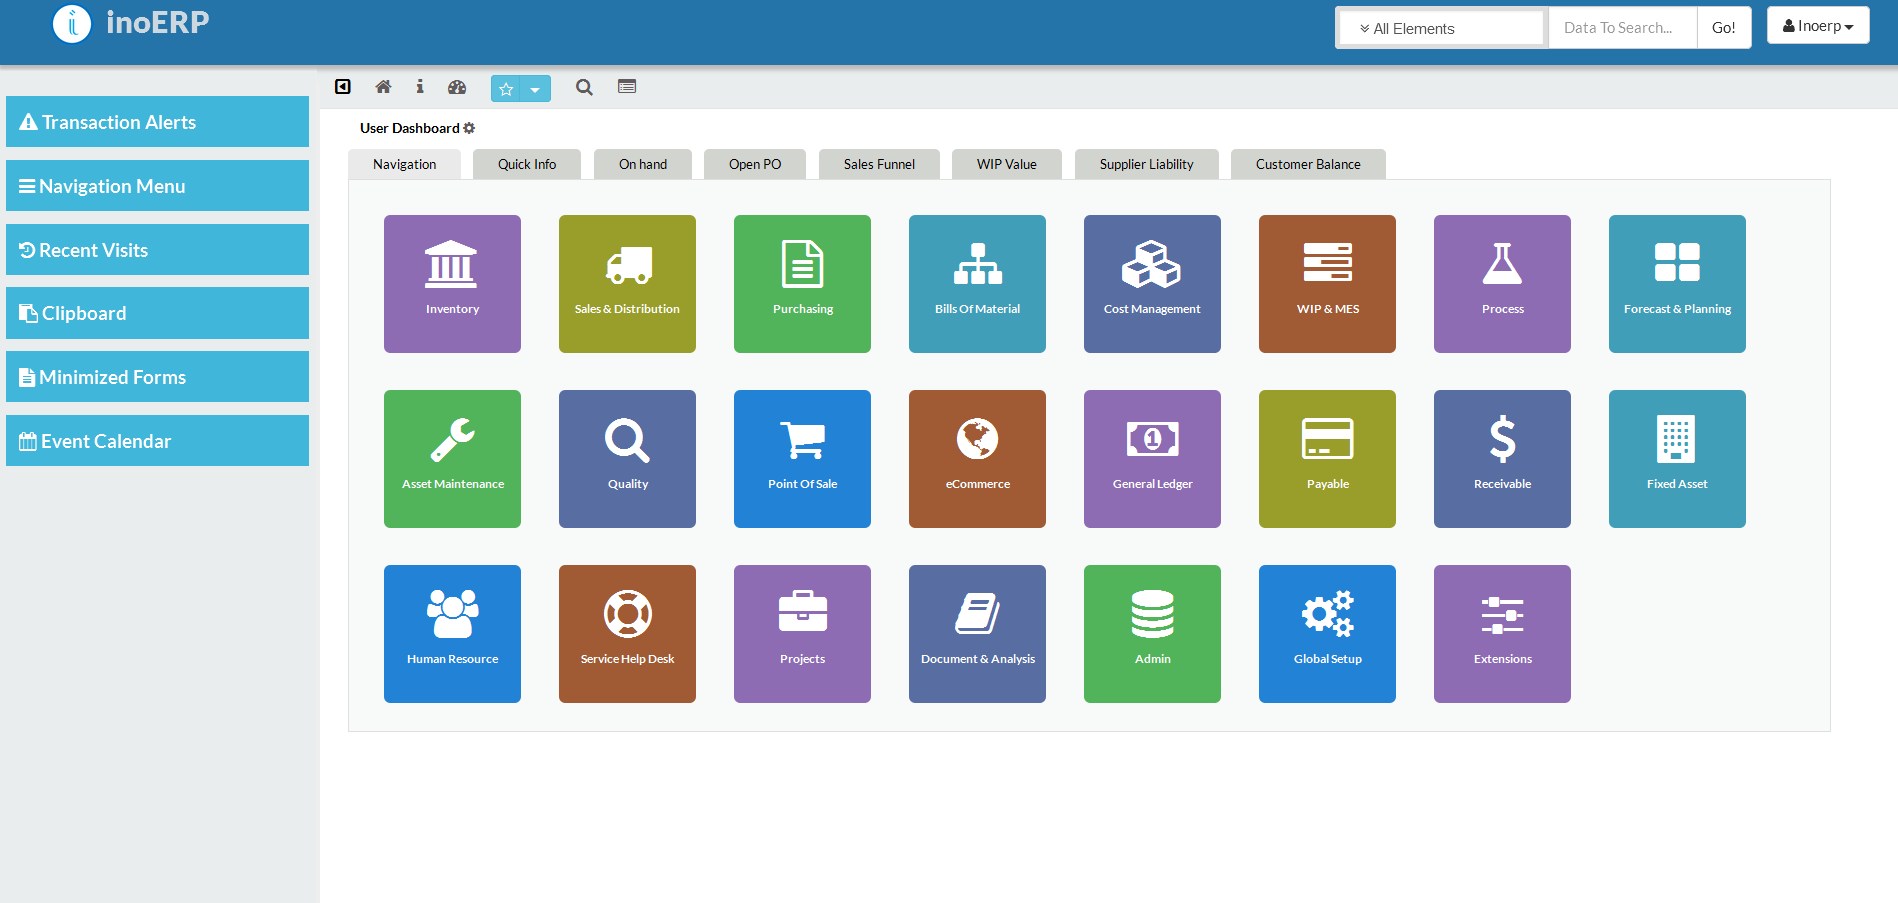 inoERP
All Elements
Data To Search...
Go!
Inoerp
Transaction Alerts
Navigation Menu
Recent Visits
Clipboard
Minimized Forms
Event Calendar
User Dashboard
Navigation
Quick Info
On hand
Open PO
Sales Funnel
WIP Value
Supplier Liability
Customer Balance
Inventory
Sales & Distribution
Purchasing
Bills Of Material
Cost Management
WIP & MES
Process
Forecast & Planning
Asset Maintenance
Quality
Point Of Sale
eCommerce
General Ledger
Payable
Receivable
Fixed Asset
Human Resource
Service Help Desk
Projects
Document & Analysis
Admin
Global Setup
Extensions